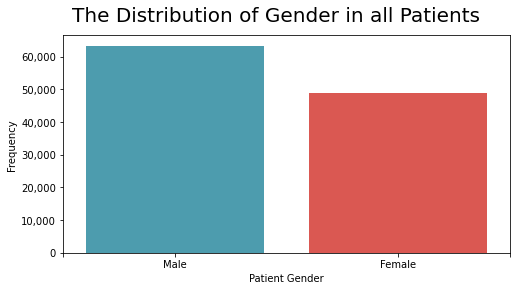 The Distribution of Gender in all Patients
60,000
50,000
40,000
30,000
20,000
10,000
0
Frequency
Male
Female
Patient Gender